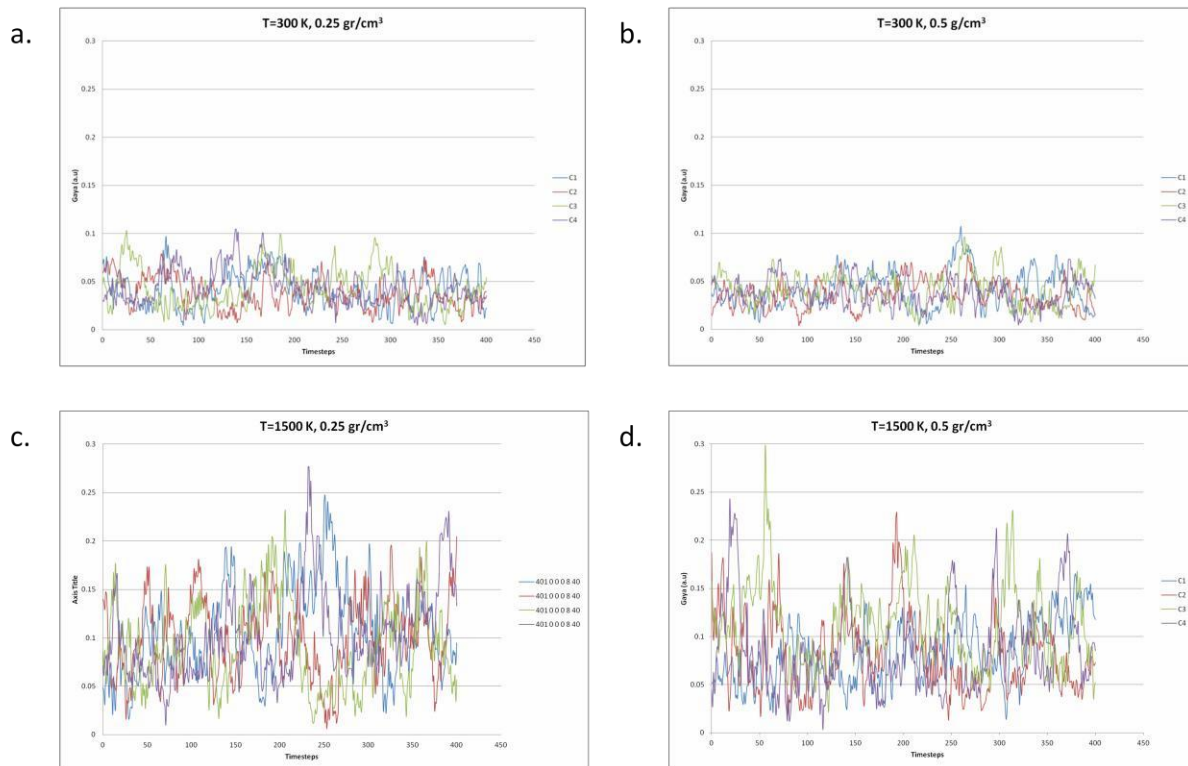 a.
T=300 K, 0.25 gr/cm³
0.3
0.25
0.2
0.15
0.1
0.05
0
Gaya (a.u)
0 50 100 150 200 250 300 350 400 450
Timesteps
C1
C2
C3
C4
b.
T=300 K, 0.5 g/cm³
0.3
0.25
0.2
0.15
0.1
0.05
0
Gaya (a.u)
0 50 100 150 200 250 300 350 400 450
Timesteps
C1
C2
C3
C4
c.
T=1500 K, 0.25 gr/cm³
0.3
0.25
0.2
0.15
0.1
0.05
0
Axis Title
0 50 100 150 200 250 300 350 400 450
Timesteps
401 0 0 0 8 40
401 0 0 0 8 40
401 0 0 0 8 40
401 0 0 0 8 40
d.
T=1500 K, 0.5 gr/cm³
0.3
0.25
0.2
0.15
0.1
0.05
0
Gaya (a.u)
0 50 100 150 200 250 300 350 400 450
Timesteps
C1
C2
C3
C4